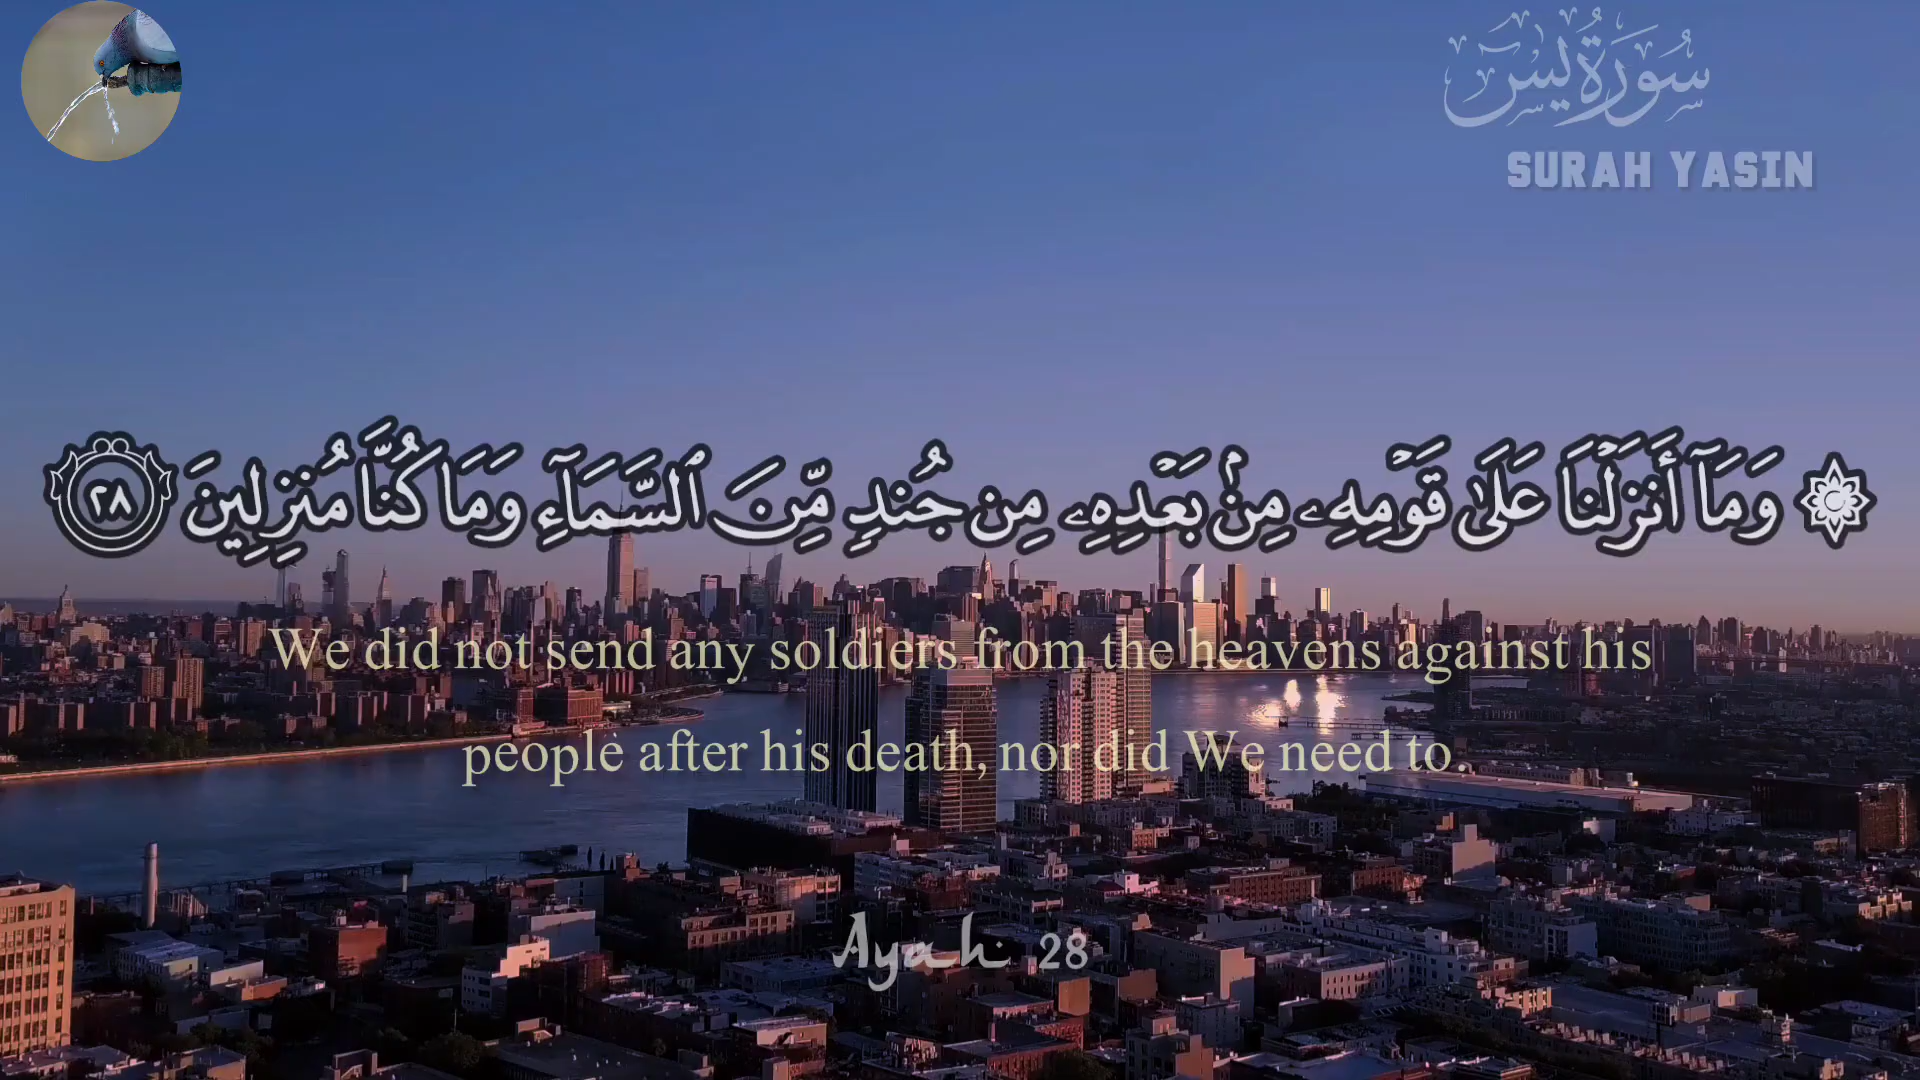 سُورَةُ يسٓ
SURAH YASIN
۞ وَمَآ أَنزَلْنَا عَلَىٰ قَوْمِهِۦ مِنۢ بَعْدِهِۦ مِن جُندٍ مِّنَ ٱلسَّمَآءِ وَمَا كُنَّا مُنزِلِينَ ٢٨
We did not send any soldiers from the heavens against his
people after his death, nor did We need to.
Ayah 28